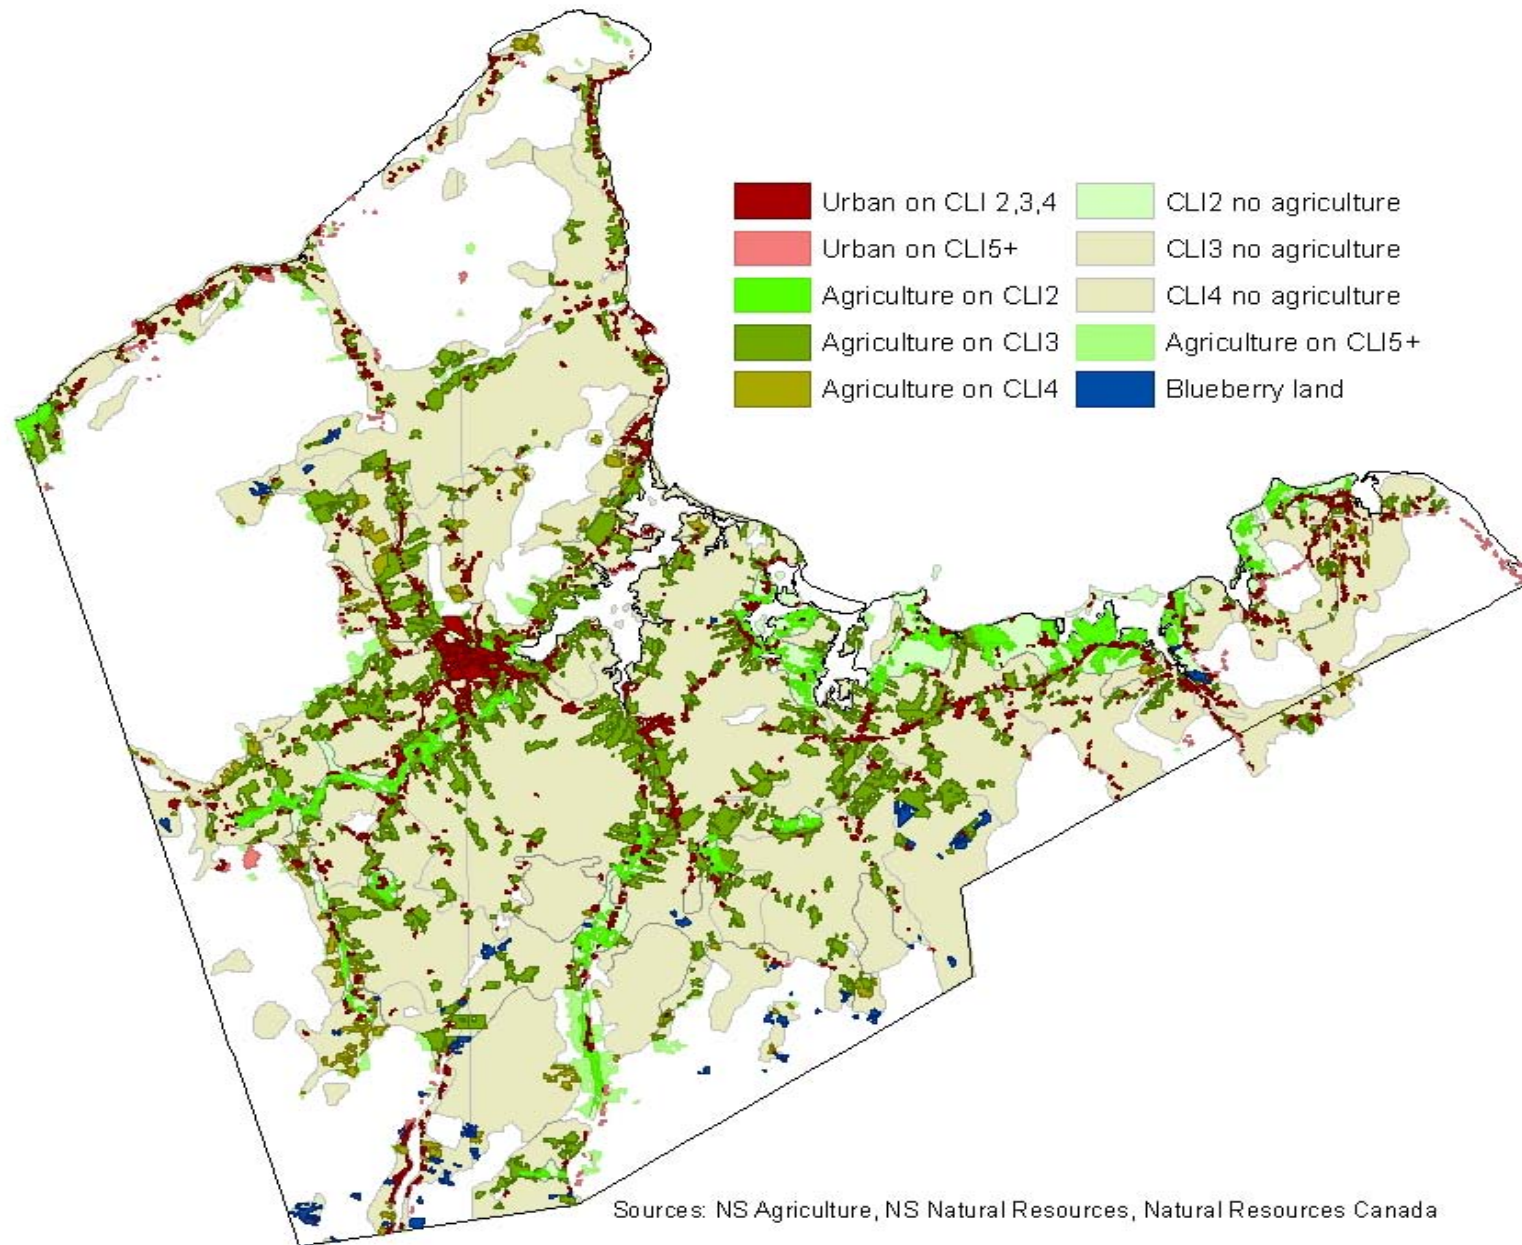 Urban on CLI 2,3,4
CLI2 no agriculture
Urban on CLI5+
CLI3 no agriculture
Agriculture on CLI2
CLI4 no agriculture
Agriculture on CLI3
Agriculture on CLI5+
Agriculture on CLI4
Blueberry land
Sources: NS Agriculture, NS Natural Resources, Natural Resources Canada